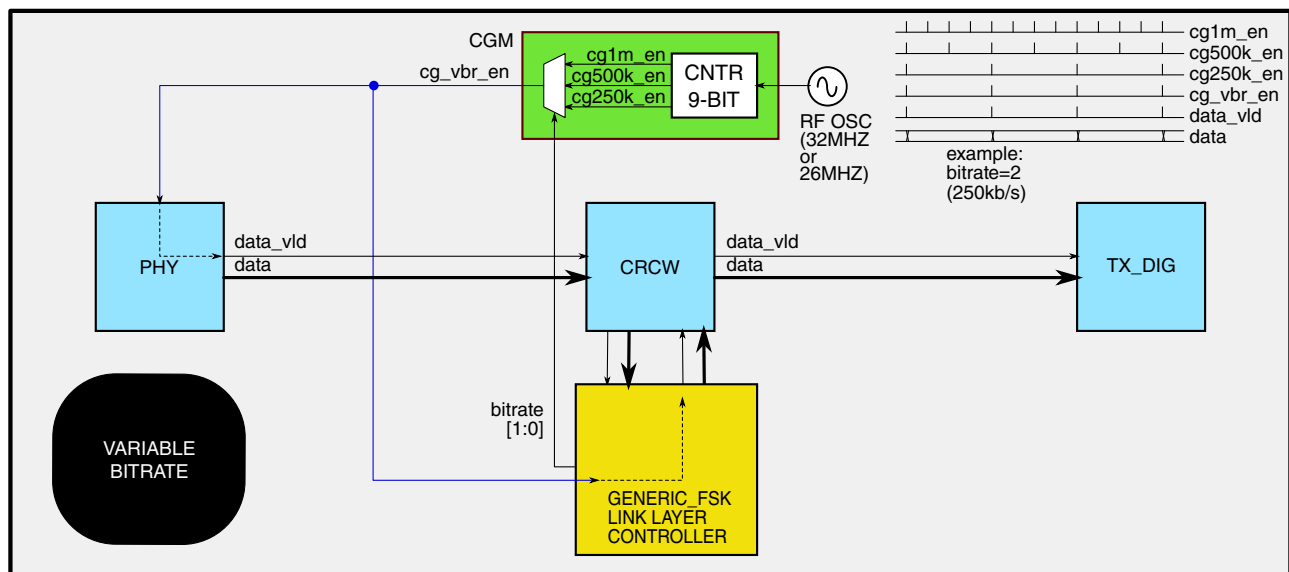 CGM
cg1m_en
cg500k_en
cg250k_en
CNTR
9-BIT
cg_vbr_en
RF OSC
(32MHZ
or
26MHZ)
cg1m_en
cg500k_en
cg250k_en
cg_vbr_en
data_vld
data
example:
bitrate=2
(250kb/s)
PHY
data_vld
data
CRCW
data_vld
data
TX_DIG
bitrate
[1:0]
VARIABLE
BITRATE
GENERIC_FSK
LINK LAYER
CONTROLLER